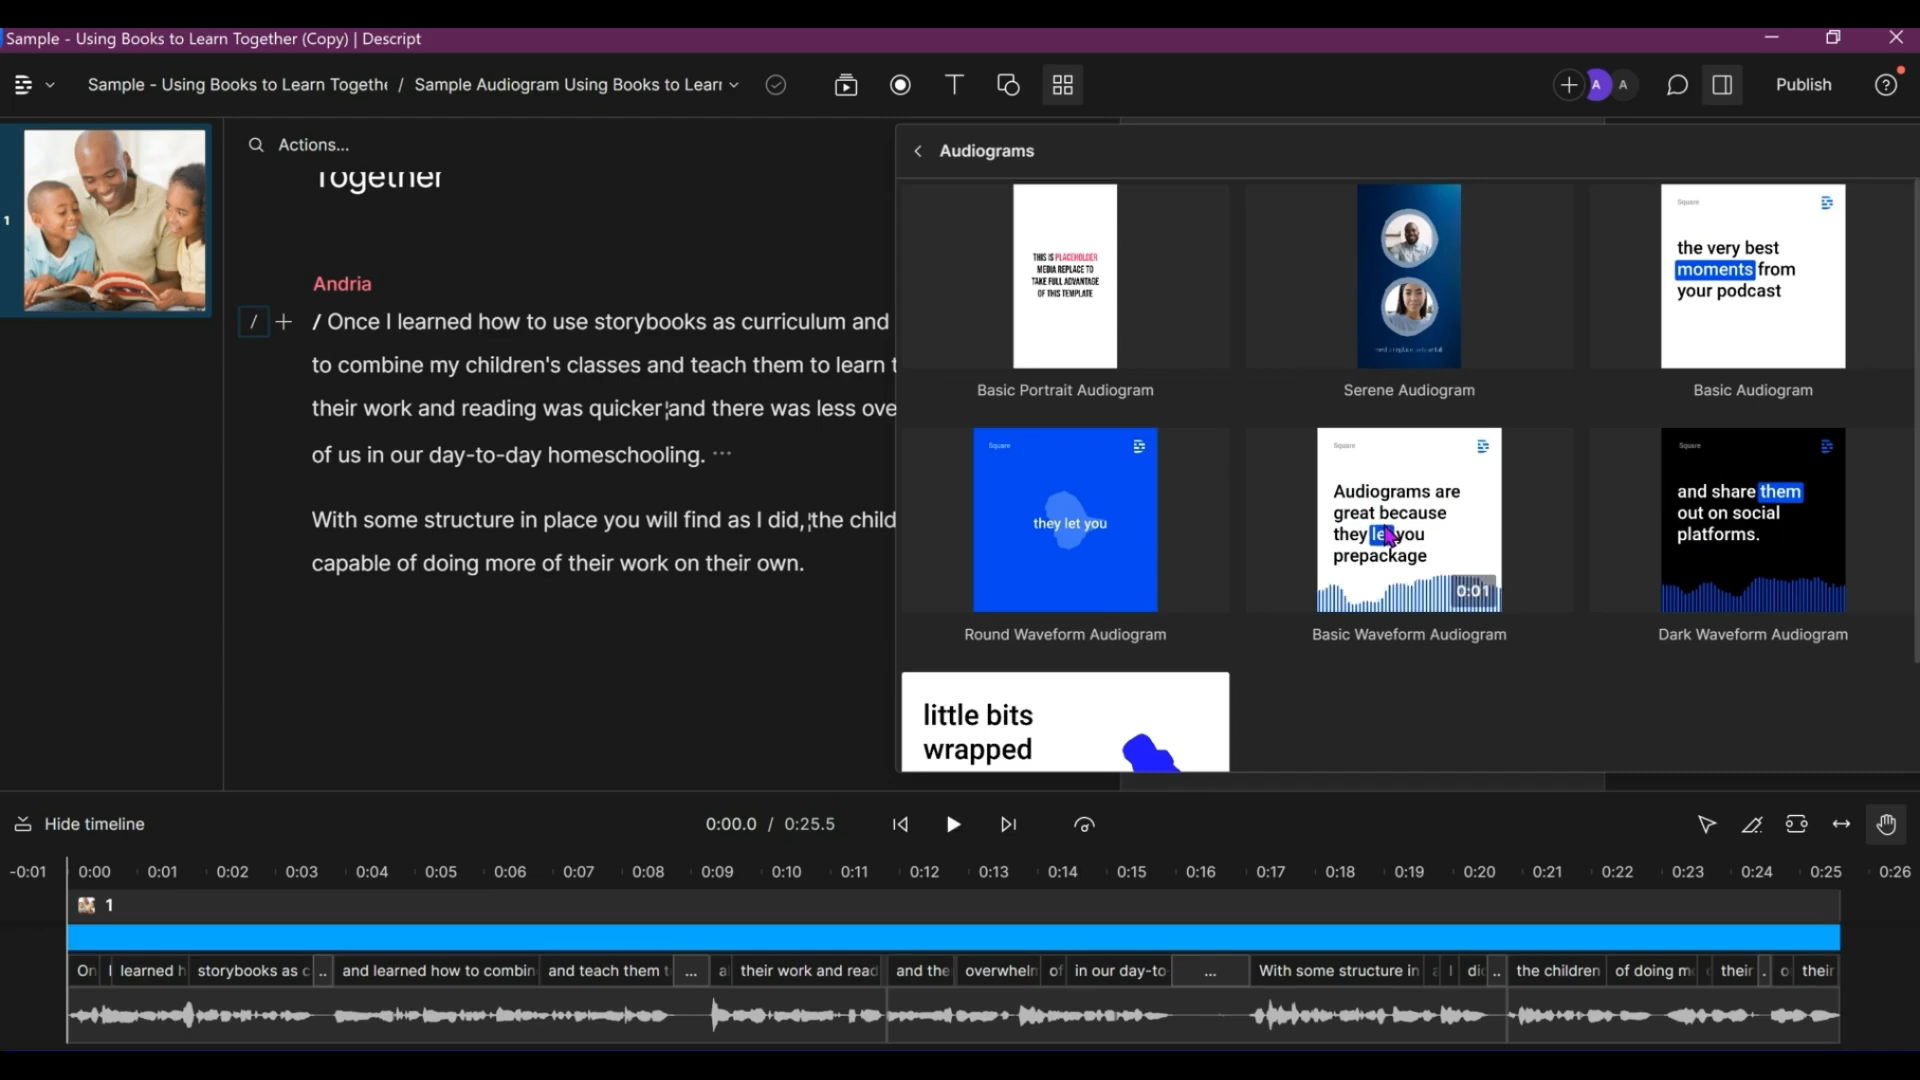 Sample - Using Books to Learn Together (Copy) | Descript
Sample - Using Books to Learn Togethe / Sample Audiogram Using Books to Learn
A
A
Publish
1
Actions...
Together
Andria
/ + / Once I learned how to use storybooks as curriculum and
to combine my children's classes and teach them to learn t
their work and reading was quicker and there was less ove
of us in our day-to-day homeschooling. ...
With some structure in place you will find as I did, the child
capable of doing more of their work on their own.
Audiograms
THIS IS PLACEHOLDER
MEDIA REPLACE TO
TAKE FULL ADVANTAGE
OF THIS TEMPLATE
Basic Portrait Audiogram
Serene Audiogram
Square
the very best
moments from
your podcast
Basic Audiogram
Square
they let you
Round Waveform Audiogram
Square
Audiograms are
great because
they let you
prepackage
0:01
Basic Waveform Audiogram
Square
and share them
out on social
platforms.
Dark Waveform Audiogram
little bits
wrapped
Hide timeline
0:00.0 / 0:25.5
-0:01 0:00 0:01 0:02 0:03 0:04 0:05 0:06 0:07 0:08 0:09 0:10 0:11 0:12 0:13 0:14 0:15 0:16 0:17 0:18 0:19 0:20 0:21 0:22 0:23 0:24 0:25 0:26
1
On I learned h storybooks as c .. and learned how to combin and teach them t ... a their work and read and the overwhelm of in our day-to- ... With some structure in a I dic .. the children of doing m their . o their